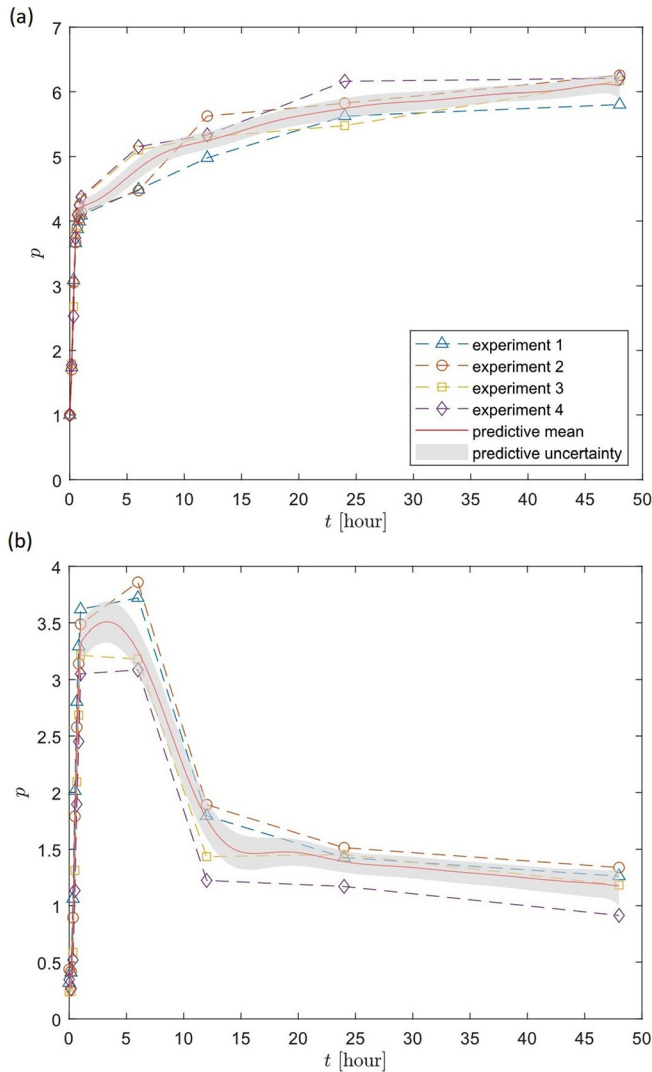 (a)
7
6
5
4
3
2
1
0
p
experiment 1
experiment 2
experiment 3
experiment 4
predictive mean
predictive uncertainty
0 5 10 15 20 25 30 35 40 45 50
t [hour]
(b)
4
3.5
3
2.5
2
1.5
1
0.5
0
p
0 5 10 15 20 25 30 35 40 45 50
t [hour]